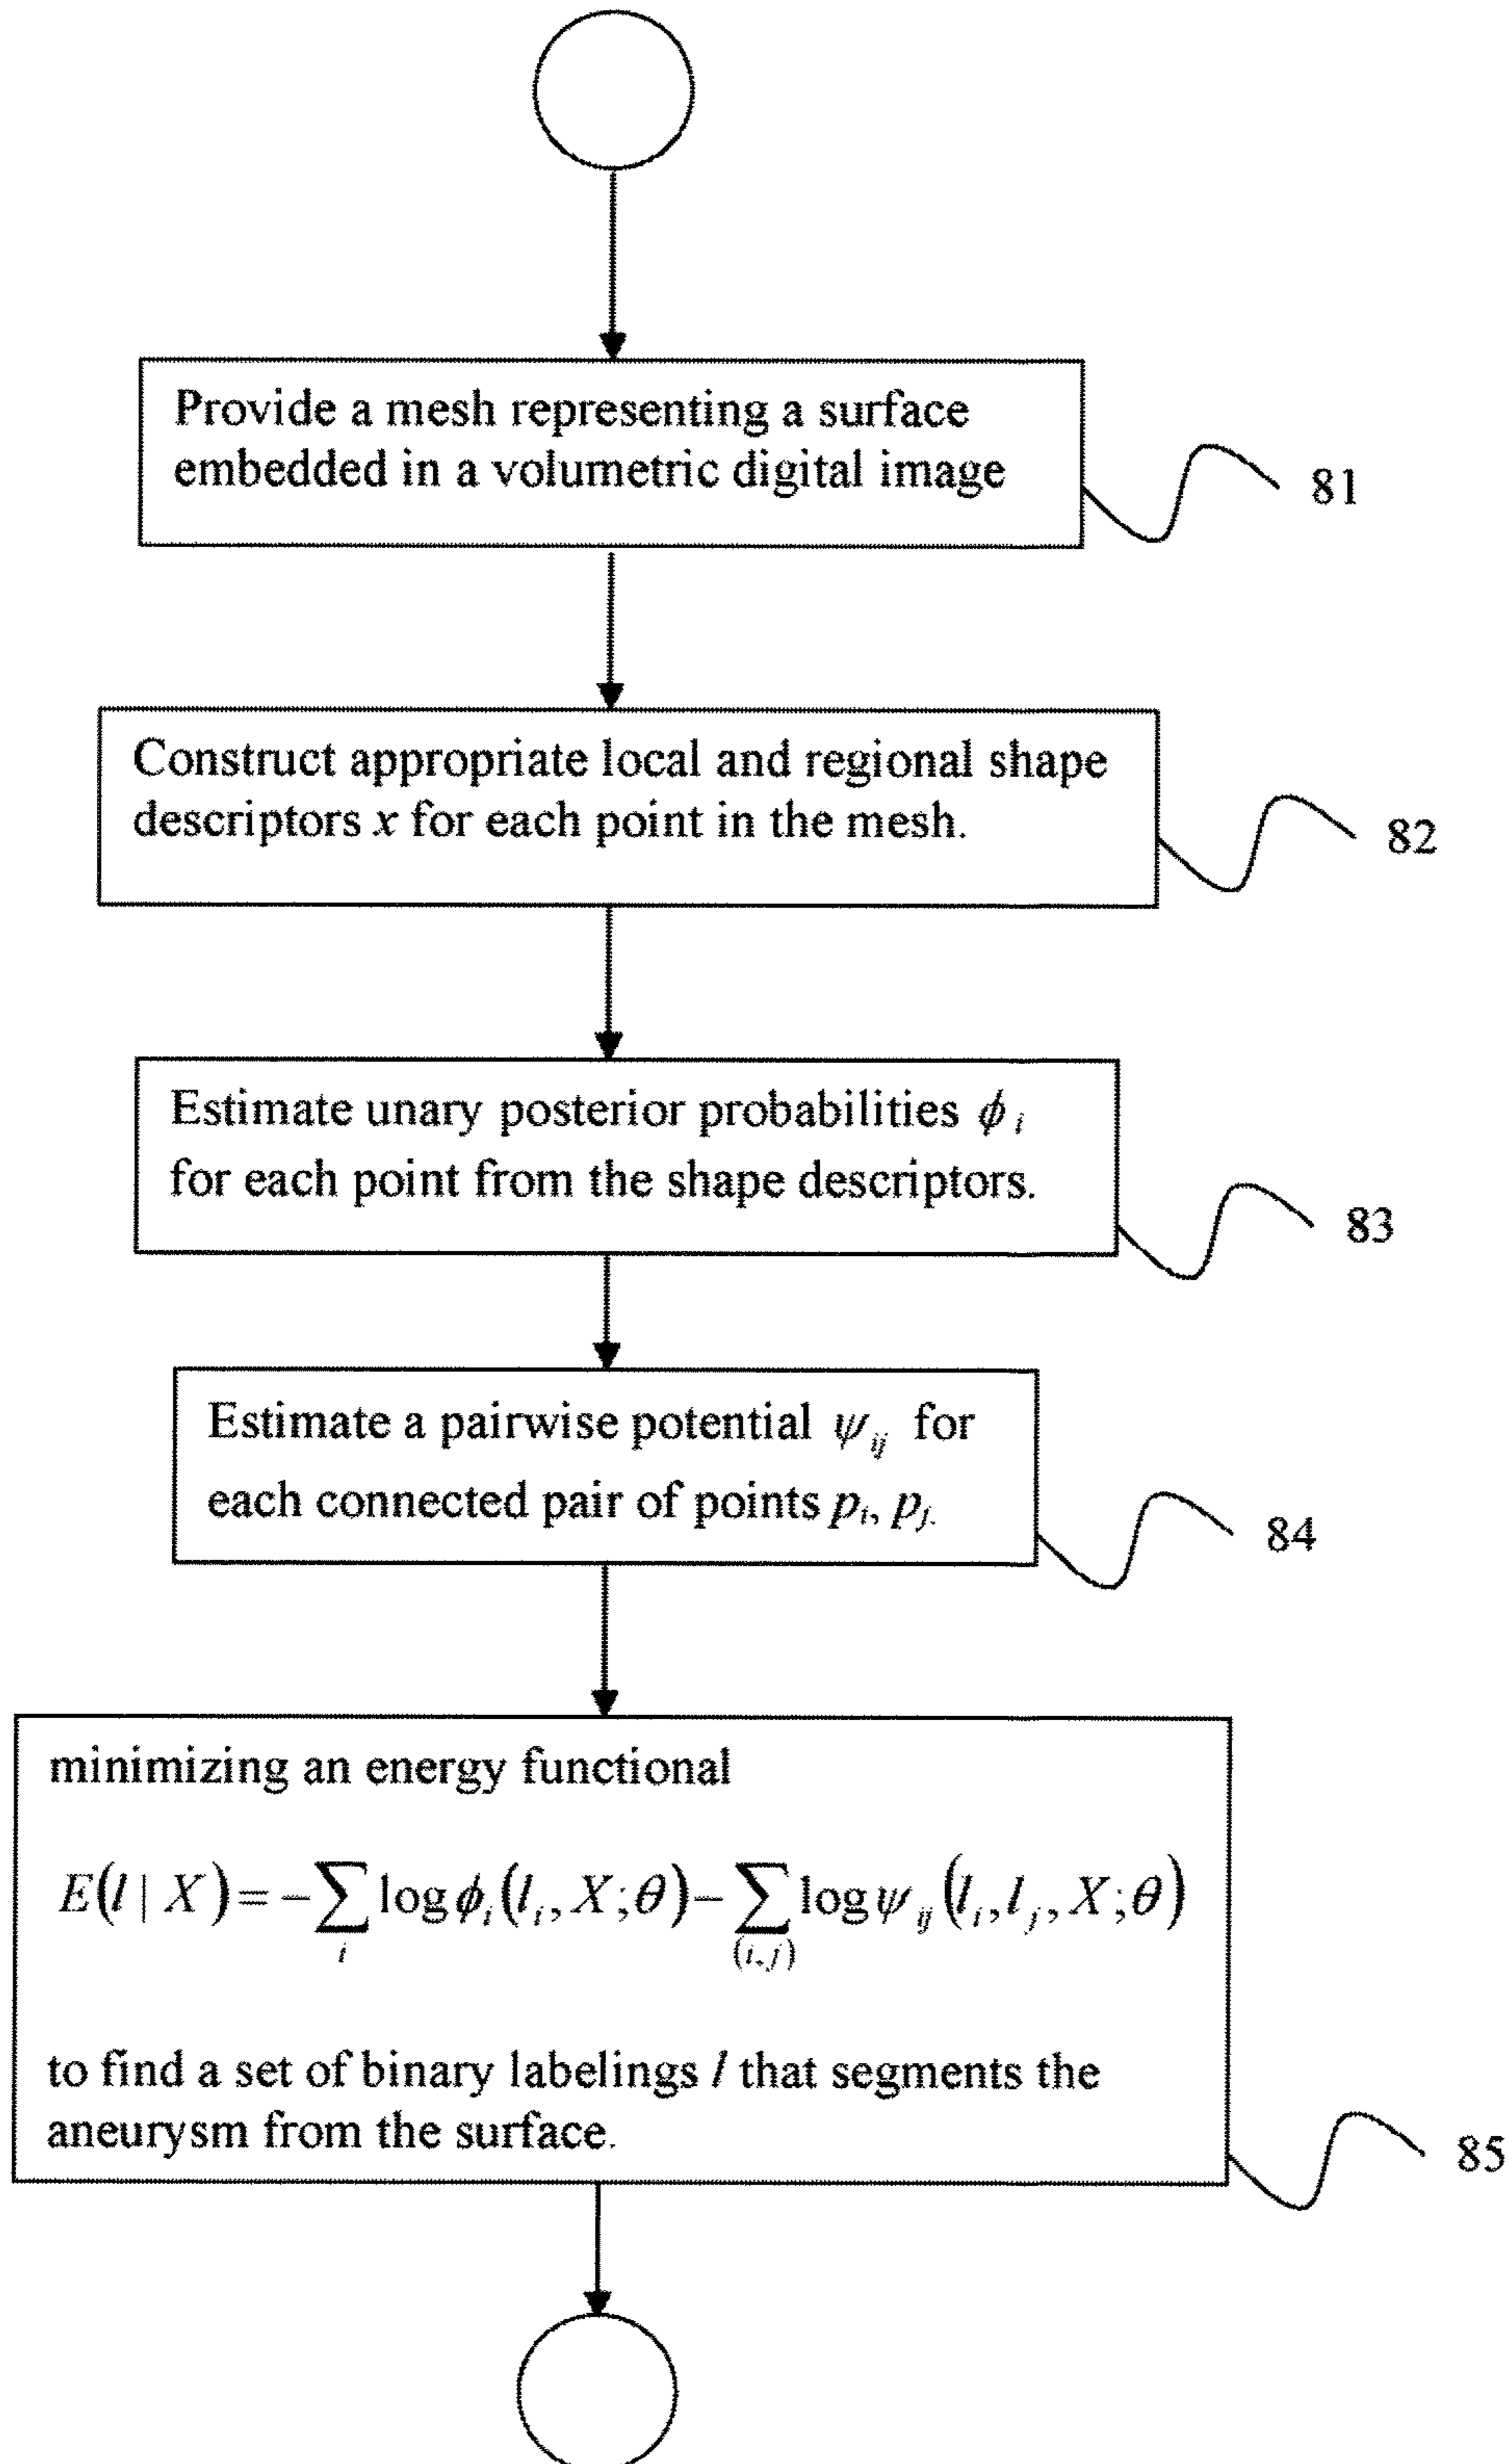 Provide a mesh representing a surface
embedded in a volumetric digital image
81
Construct appropriate local and regional shape
descriptors x for each point in the mesh.
82
Estimate unary posterior probabilities ϕ_i
for each point from the shape descriptors.
83
Estimate a pairwise potential ψ_ij for
each connected pair of points p_i, p_j.
84
minimizing an energy functional
E(l | X) = −∑_i log ϕ_i(l_i, X; θ) − ∑_(i,j) log ψ_ij(l_i, l_j, X; θ)
to find a set of binary labelings l that segments the
aneurysm from the surface.
85